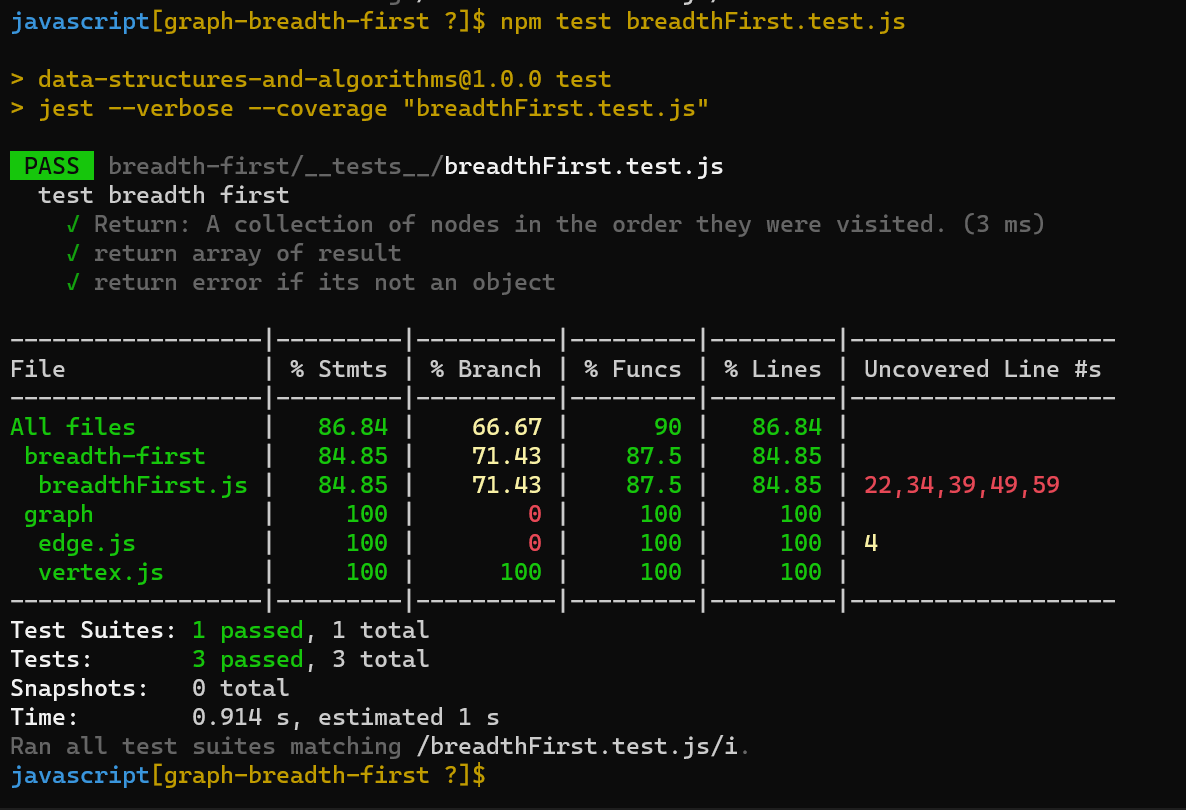 javascript[graph-breadth-first ?]$ npm test breadthFirst.test.js
> data-structures-and-algorithms@1.0.0 test
> jest --verbose --coverage "breadthFirst.test.js"
PASS breadth-first/__tests__/breadthFirst.test.js
test breadth first
√ Return: A collection of nodes in the order they were visited. (3 ms)
√ return array of result
√ return error if its not an object
------------------|---------|----------|---------|---------|-------------------
File              | % Stmts | % Branch | % Funcs | % Lines | Uncovered Line #s
------------------|---------|----------|---------|---------|-------------------
All files         |   86.84 |    66.67 |      90 |   86.84 |
 breadth-first    |   84.85 |    71.43 |    87.5 |   84.85 |
  breadthFirst.js |   84.85 |    71.43 |    87.5 |   84.85 | 22,34,39,49,59
 graph            |     100 |        0 |     100 |     100 |
  edge.js         |     100 |        0 |     100 |     100 | 4
  vertex.js       |     100 |      100 |     100 |     100 |
------------------|---------|----------|---------|---------|-------------------
Test Suites: 1 passed, 1 total
Tests:       3 passed, 3 total
Snapshots:   0 total
Time:        0.914 s, estimated 1 s
Ran all test suites matching /breadthFirst.test.js/i.
javascript[graph-breadth-first ?]$